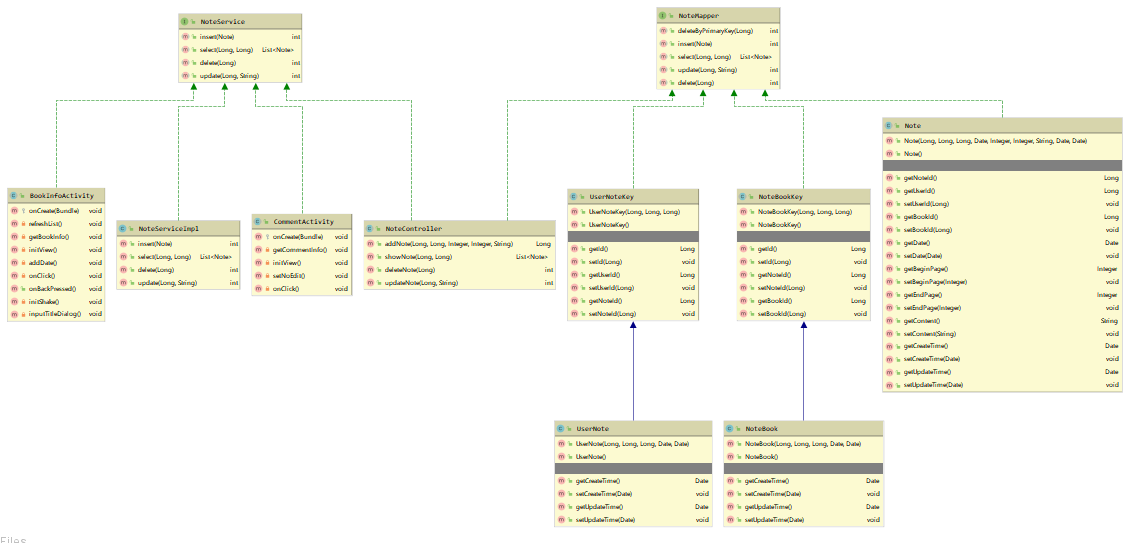 NoteService
insert(Note) int
select(Long, Long) List<Note>
delete(Long) int
update(Long, String) int
NoteMapper
deleteByPrimaryKey(Long) int
insert(Note) int
select(Long, Long) List<Note>
update(Long, String) int
delete(Long) int
Note
Note(Long, Long, Long, Date, Integer, Integer, String, Date, Date)
Note()
getNoteId() Long
getUserId() Long
setUserId(Long) void
getBookId() Long
setBookId(Long) void
getDate() Date
setDate(Date) void
getBeginPage() Integer
setBeginPage(Integer) void
getEndPage() Integer
setEndPage(Integer) void
getContent() String
setContent(String) void
getCreateTime() Date
setCreateTime(Date) void
getUpdateTime() Date
setUpdateTime(Date) void
BookInfoActivity
onCreate(Bundle) void
refreshList() void
getBookInfo() void
initView() void
addDate() void
onClick() void
onBackPressed() void
initShake() void
inputTitleDialog() void
NoteServiceImpl
insert(Note) int
select(Long, Long) List<Note>
delete(Long) int
update(Long, String) int
CommentActivity
onCreate(Bundle) void
getCommentInfo() void
initView() void
setNoEdit() void
onClick() void
NoteController
addNote(Long, Long, Integer, Integer, String) Long
showNote(Long, Long) List<Note>
deleteNote(Long) int
updateNote(Long, String) int
UserNoteKey
UserNoteKey(Long, Long, Long)
UserNoteKey()
getId() Long
setId(Long) void
getUserId() Long
setUserId(Long) void
getNoteId() Long
setNoteId(Long) void
NoteBookKey
NoteBookKey(Long, Long, Long)
NoteBookKey()
getId() Long
setId(Long) void
getNoteId() Long
setNoteId(Long) void
getBookId() Long
setBookId(Long) void
UserNote
UserNote(Long, Long, Long, Date, Date)
UserNote()
getCreateTime() Date
setCreateTime(Date) void
getUpdateTime() Date
setUpdateTime(Date) void
NoteBook
NoteBook(Long, Long, Long, Date, Date)
NoteBook()
getCreateTime() Date
setCreateTime(Date) void
getUpdateTime() Date
setUpdateTime(Date) void
Files